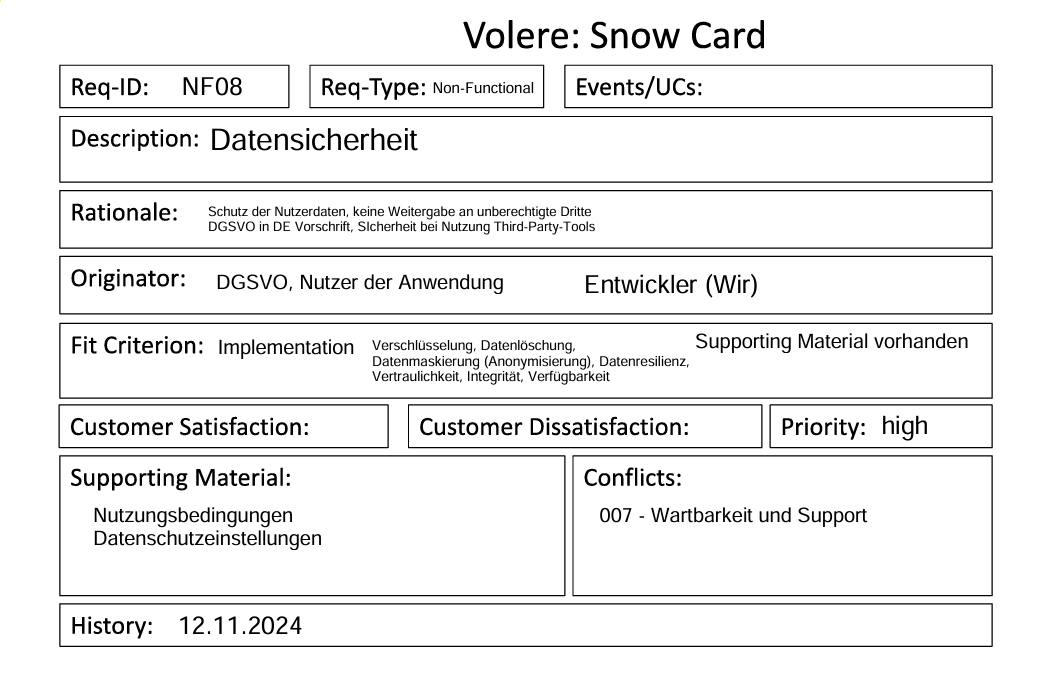 Volere: Snow Card
Req-ID: NF08
Req-Type: Non-Functional
Events/UCs:
Description: Datensicherheit
Rationale: Schutz der Nutzerdaten, keine Weitergabe an unberechtigte Dritte
DGSVO in DE Vorschrift, SIcherheit bei Nutzung Third-Party-Tools
Originator: DGSVO, Nutzer der Anwendung Entwickler (Wir)
Fit Criterion: Implementation
Verschlüsselung, Datenlöschung,
Datenmaskierung (Anonymisierung), Datenresilienz,
Vertraulichkeit, Integrität, Verfügbarkeit
Supporting Material vorhanden
Customer Satisfaction:
Customer Dissatisfaction:
Priority: high
Supporting Material:
Nutzungsbedingungen
Datenschutzeinstellungen
Conflicts:
007 - Wartbarkeit und Support
History: 12.11.2024